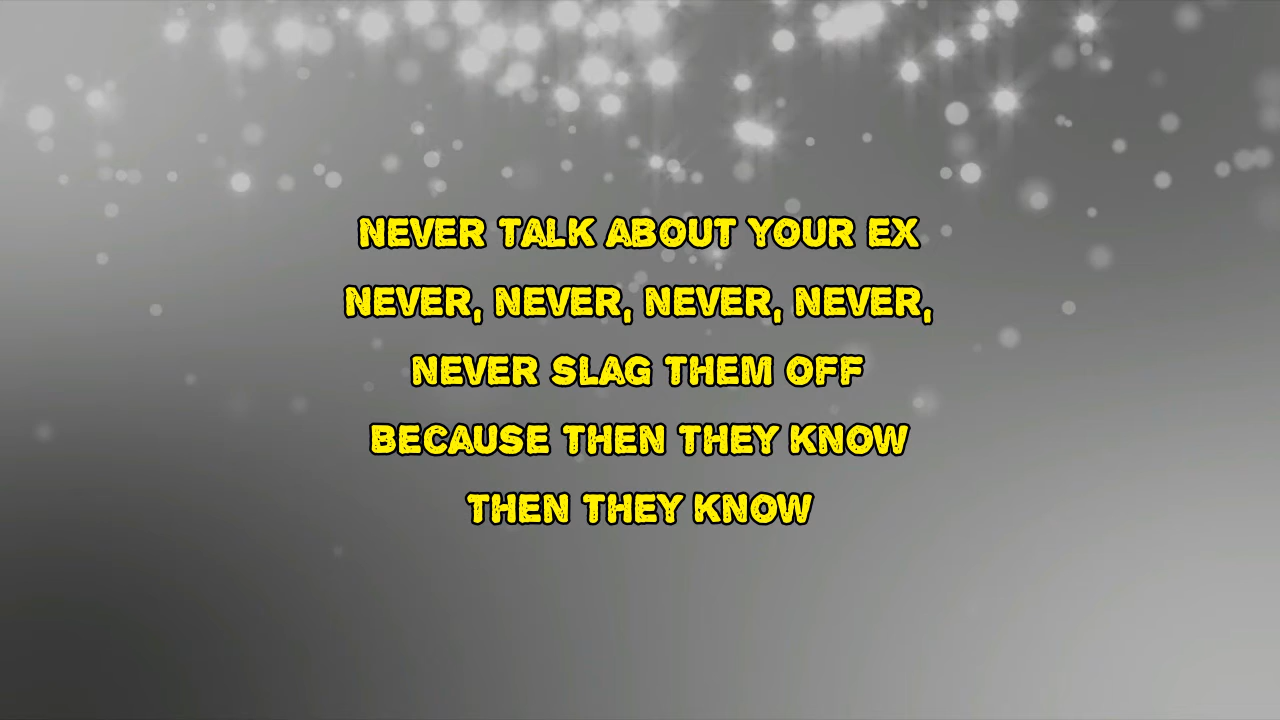 NEVER TALK ABOUT YOUR EX
NEVER, NEVER, NEVER, NEVER,
NEVER SLAG THEM OFF
BECAUSE THEN THEY KNOW
THEN THEY KNOW